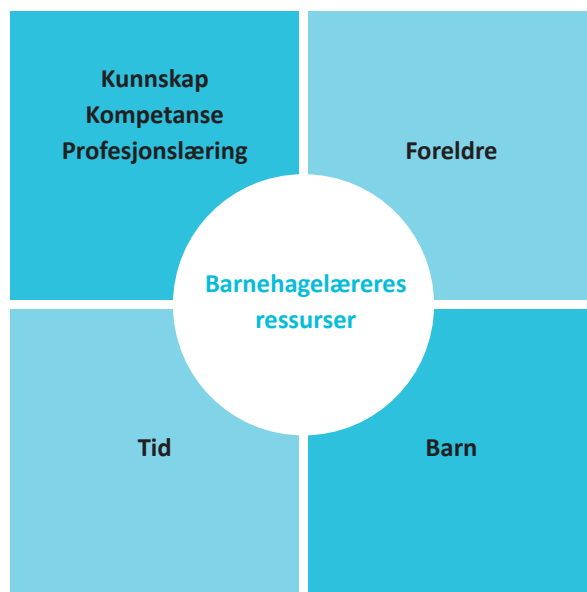 Kunnskap
Kompetanse
Profesjonslæring
Foreldre
Barnehagelæreres
ressurser
Tid
Barn